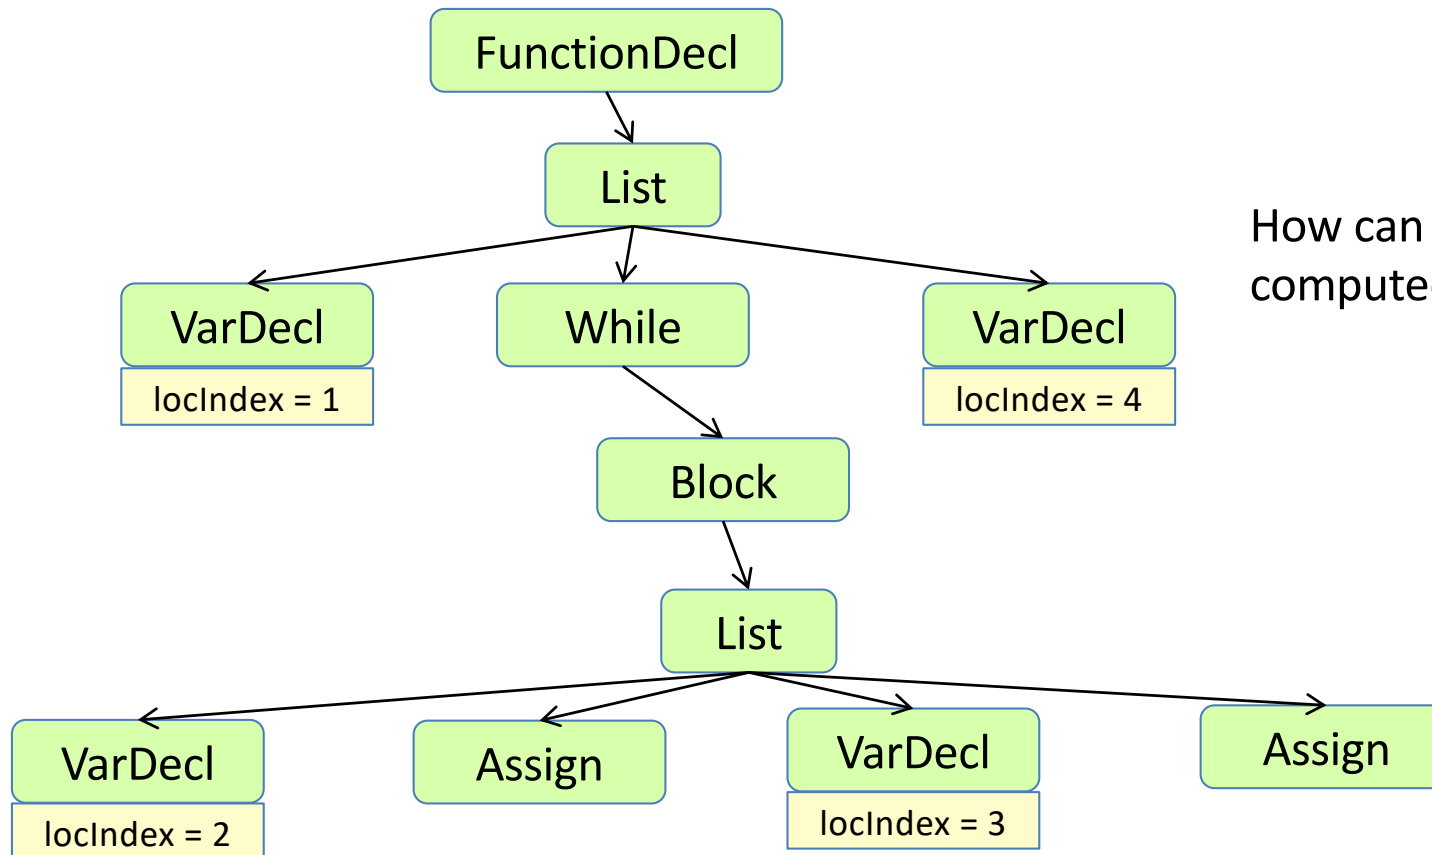 FunctionDecl
List
How can
VarDecl
While
VarDecl
locIndex = 1
locIndex = 4
Block
List
VarDecl
Assign
VarDecl
Assign
locIndex = 2
locIndex = 3